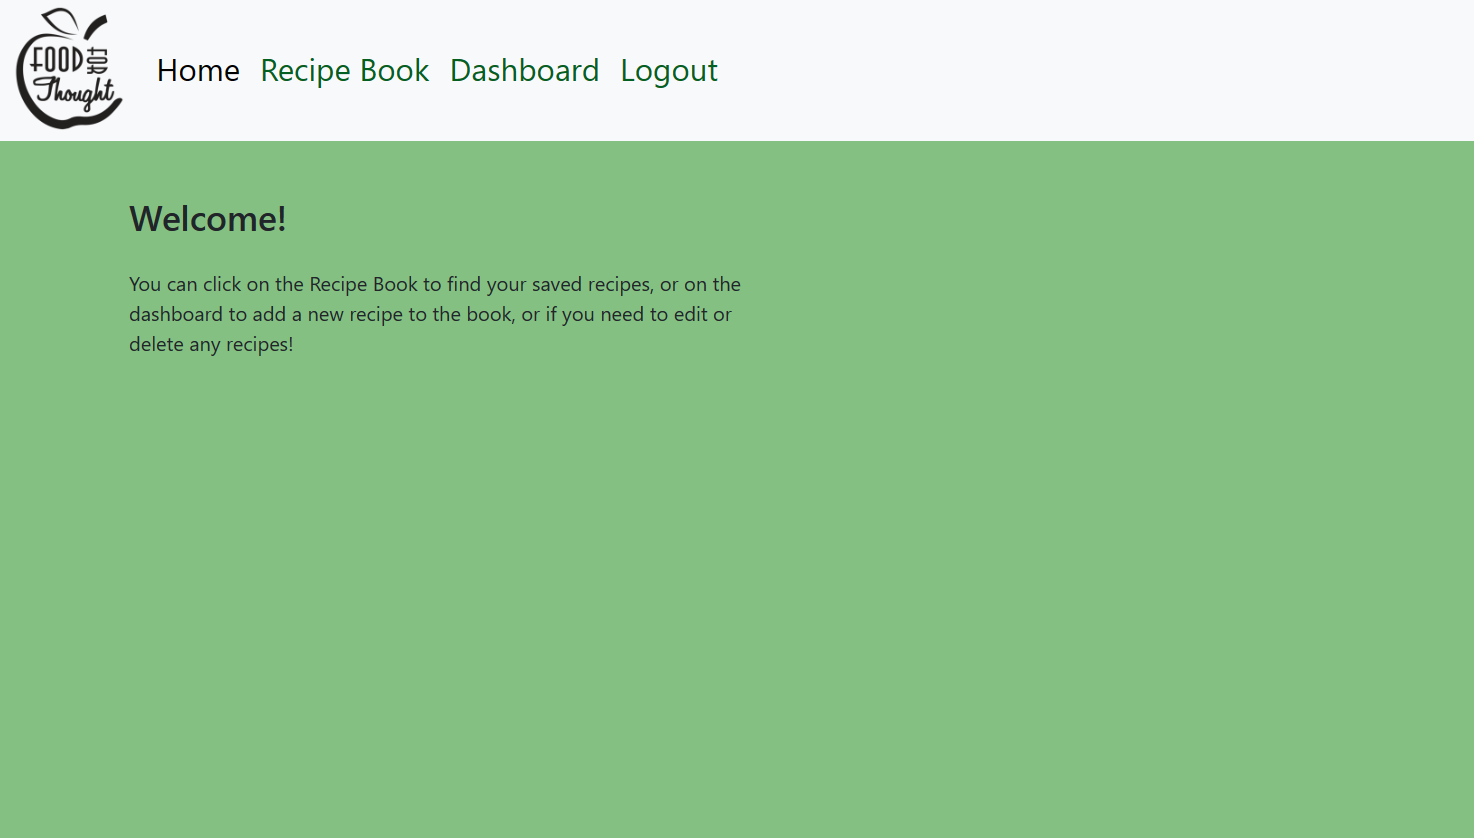 FOOD FOR
Thought
Home Recipe Book Dashboard Logout
Welcome!
You can click on the Recipe Book to find your saved recipes, or on the
dashboard to add a new recipe to the book, or if you need to edit or
delete any recipes!